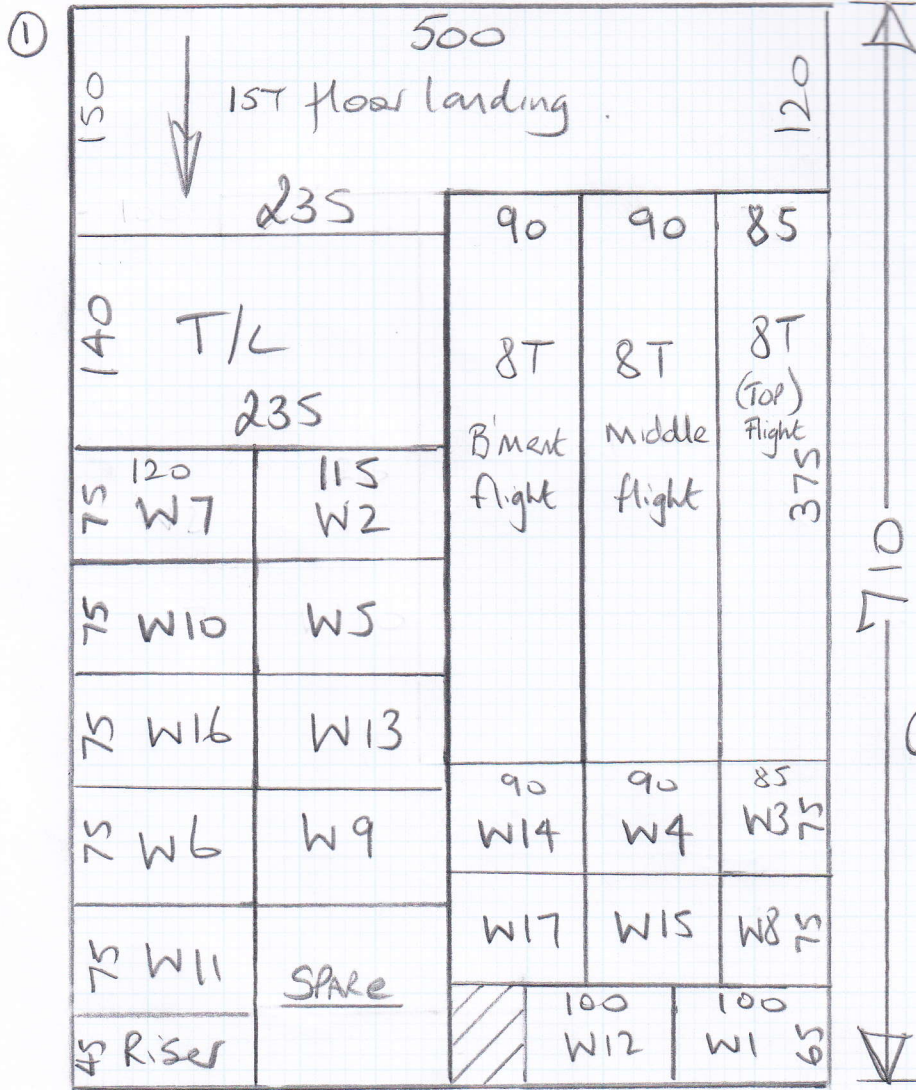 1
500
150
1ST floor landing.
120
235
90
90
85
140
T/L
235
8T
B'ment
flight
8T
Middle
flight
8T
(TOP)
Flight
375
710
75
120
W7
115
W2
75
W10
W5
75
W16
W13
75
W6
W9
90
W14
90
W4
85
W3
75
75
W11
SPARE
W17
W15
W8
75
45
Riser
100
W12
100
W1
65